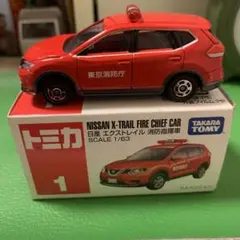 東京消防庁
NISSAN X-TRAIL FIRE CHIEF CAR
日産 エクストレイル 消防指揮車
SCALE 1/63
TAKARA TOMY
トミカ
1